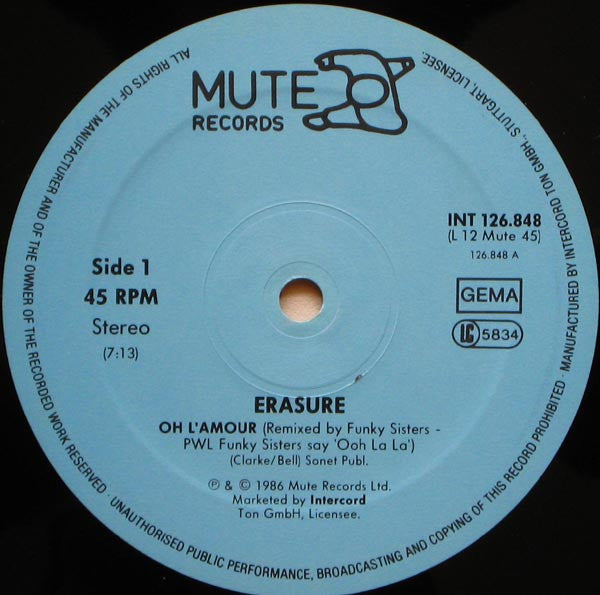 MUTE
RECORDS
INT 126.848
(L 12 Mute 45)
126.848 A
Side 1
45 RPM
Stereo
(7:13)
GEMA
LC 5834
ERASURE
OH L'AMOUR (Remixed by Funky Sisters -
PWL Funky Sisters say 'Ooh La La')
(Clarke/Bell) Sonet Publ.
℗ & © 1986 Mute Records Ltd.
Marketed by Intercord
Ton GmbH, Licensee.
ALL RIGHTS OF THE MANUFACTURER AND OF THE OWNER OF THE RECORDED WORK RESERVED · UNAUTHORISED PUBLIC PERFORMANCE, BROADCASTING AND COPYING OF THIS RECORD PROHIBITED · MANUFACTURED BY INTERCORD TON GMBH., STUTTGART, LICENSEE.